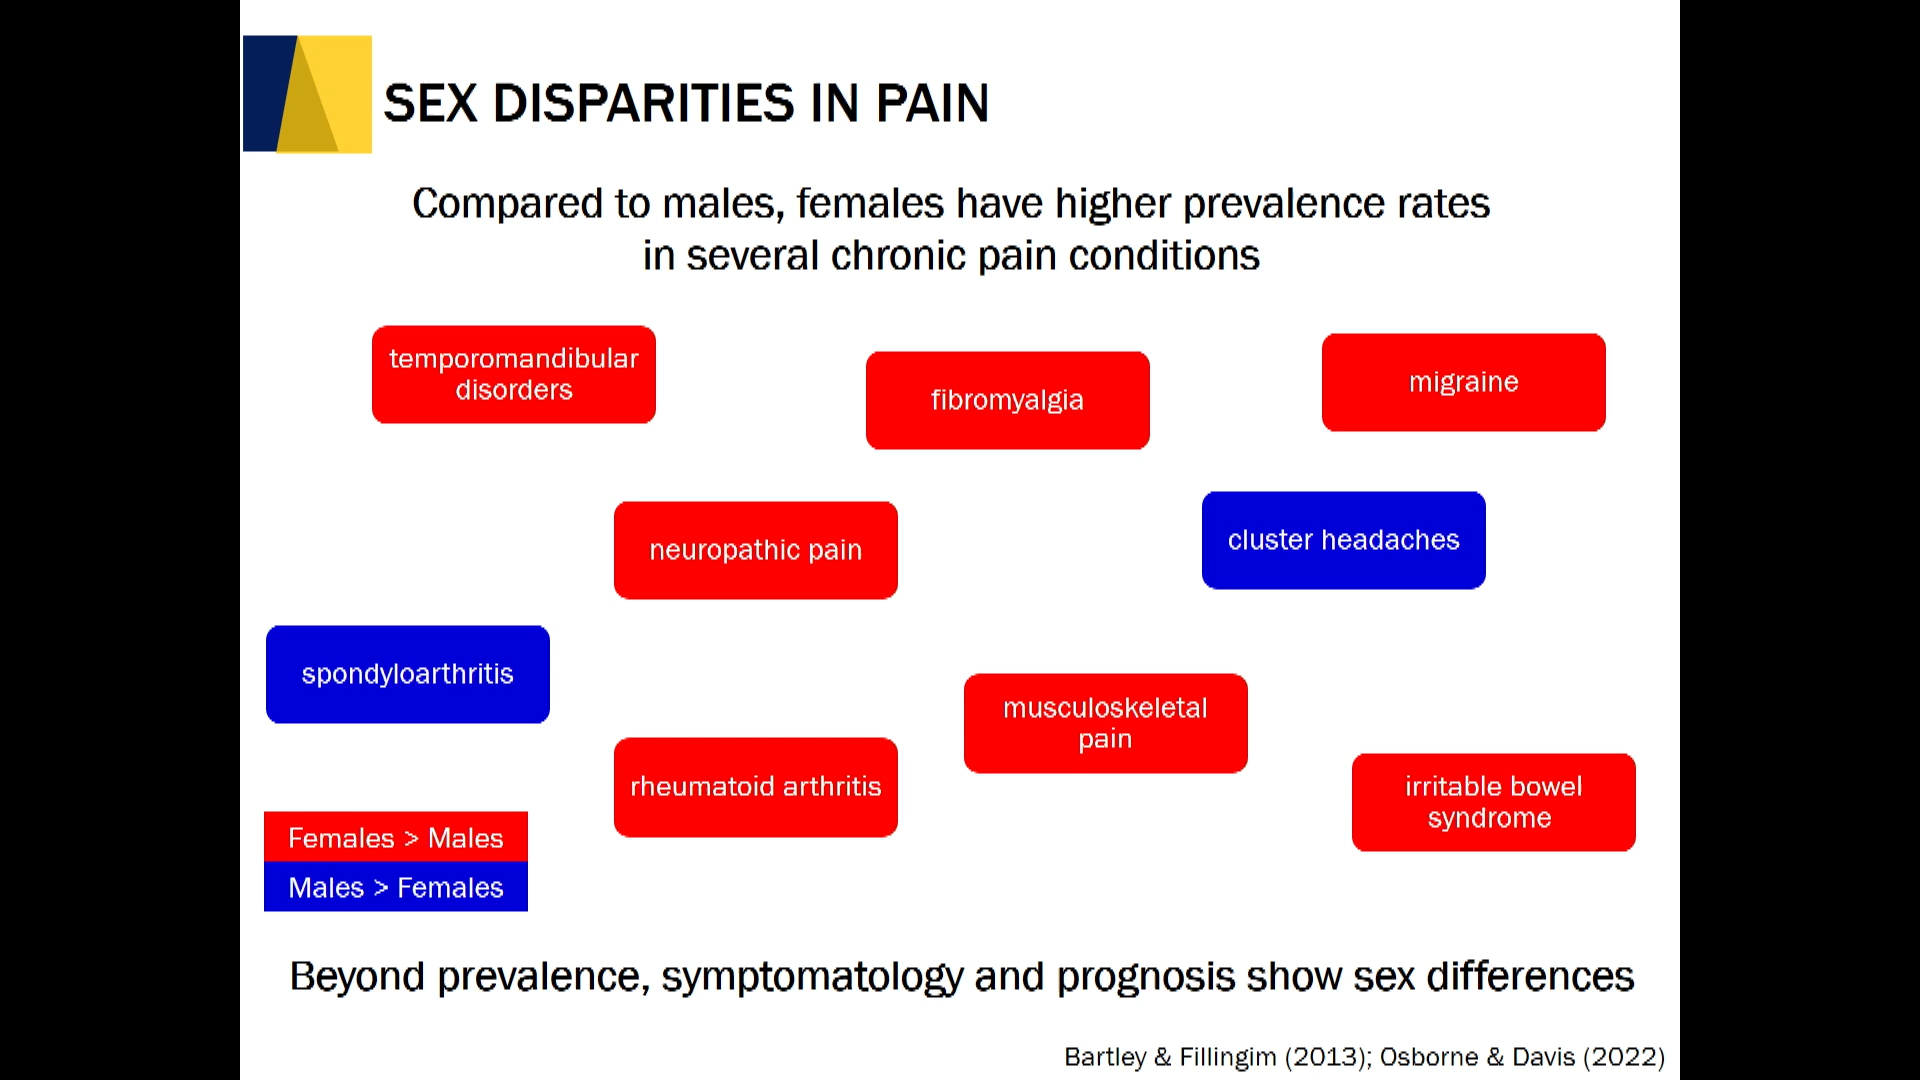 SEX DISPARITIES IN PAIN
Compared to males, females have higher prevalence rates
in several chronic pain conditions
temporomandibular
disorders
fibromyalgia
migraine
neuropathic pain
cluster headaches
spondyloarthritis
musculoskeletal
pain
rheumatoid arthritis
irritable bowel
syndrome
Females > Males
Males > Females
Beyond prevalence, symptomatology and prognosis show sex differences
Bartley & Fillingim (2013); Osborne & Davis (2022)